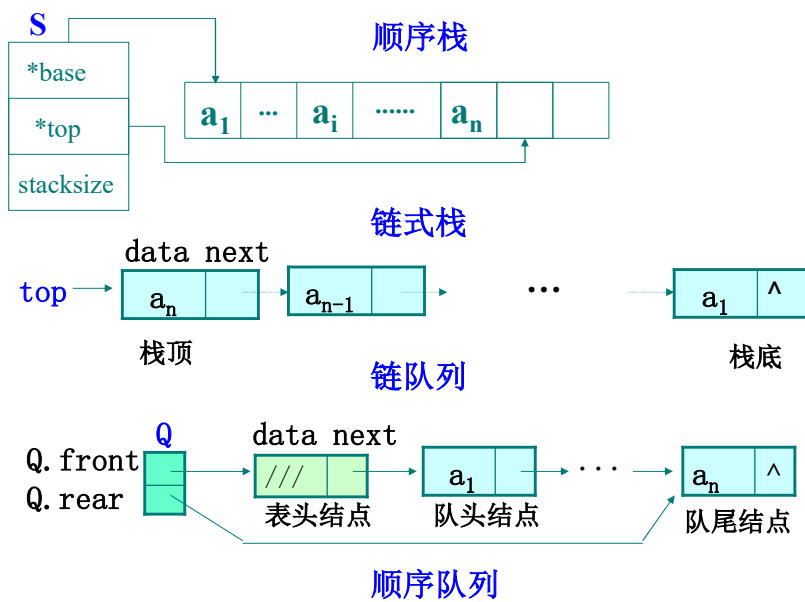 S
顺序栈
*base
*top
stacksize
a1 … ai …… an
链式栈
data next
top
an
an-1
…
a1 ^
栈顶
栈底
链队列
Q
data next
Q.front
Q.rear
///
a1
...
an ^
表头结点
队头结点
队尾结点
顺序队列